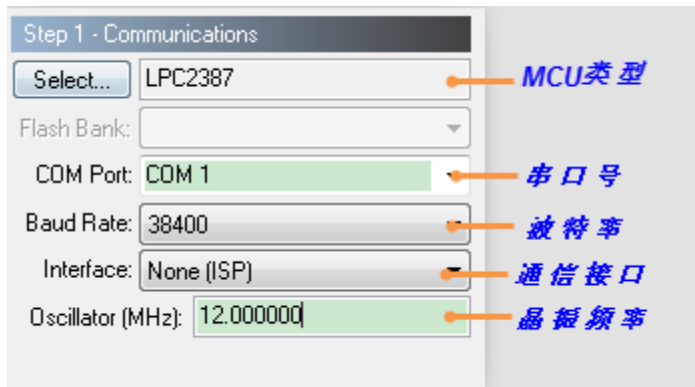 Step 1 - Communications
Select... LPC2387 MCU类型
Flash Bank:
COM Port: COM 1 串口号
Baud Rate: 38400 波特率
Interface: None (ISP) 通信接口
Oscillator (MHz): 12.000000 晶振频率